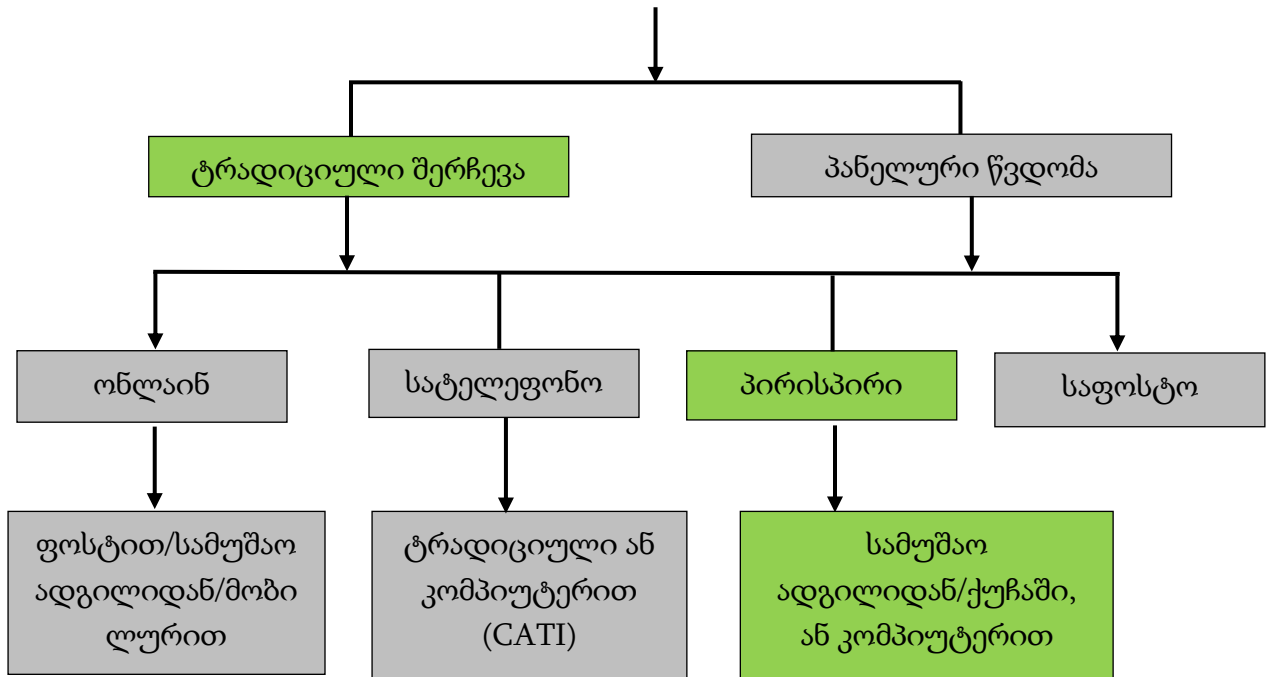 ტრადიციული შერჩევა
პანელური წვდომა
ონლაინ
სატელეფონო
პირისპირი
საფოსტო
ფოსტით/სამუშაო
ადგილიდან/მობი
ლურით
ტრადიციული ან
კომპიუტერით
(CATI)
სამუშაო
ადგილიდან/ქუჩაში,
ან კომპიუტერით